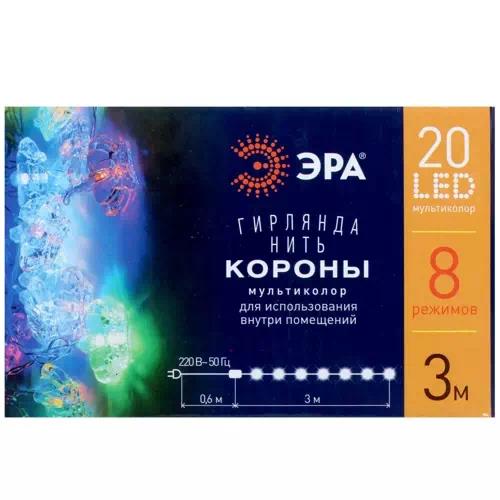 ЭРА®
ГИРЛЯНДА
НИТЬ
КОРОНЫ
мультиколор
для использования
внутри помещений
220 В~50 Гц
0,6 м
3 м
20
LED
мультиколор
8
режимов
3 м